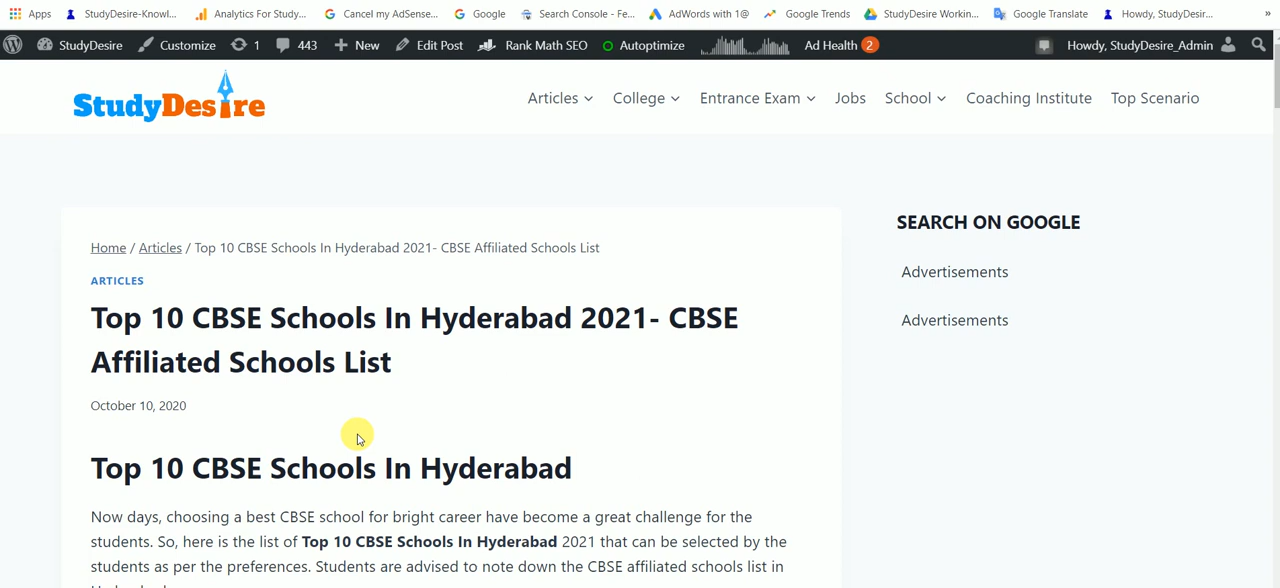 Apps StudyDesire-Knowl... Analytics For Study... Cancel my AdSense... Google Search Console - Fe... AdWords with 1@ Google Trends StudyDesire Workin... Google Translate Howdy, StudyDesir... »
StudyDesire Customize 1 443 New Edit Post Rank Math SEO Autoptimize Ad Health 2 Howdy, StudyDesire_Admin
StudyDesire Articles College Entrance Exam Jobs School Coaching Institute Top Scenario
Home / Articles / Top 10 CBSE Schools In Hyderabad 2021- CBSE Affiliated Schools List
ARTICLES
Top 10 CBSE Schools In Hyderabad 2021- CBSE
Affiliated Schools List
October 10, 2020
Top 10 CBSE Schools In Hyderabad
Now days, choosing a best CBSE school for bright career have become a great challenge for the
students. So, here is the list of Top 10 CBSE Schools In Hyderabad 2021 that can be selected by the
students as per the preferences. Students are advised to note down the CBSE affiliated schools list in
SEARCH ON GOOGLE
Advertisements
Advertisements